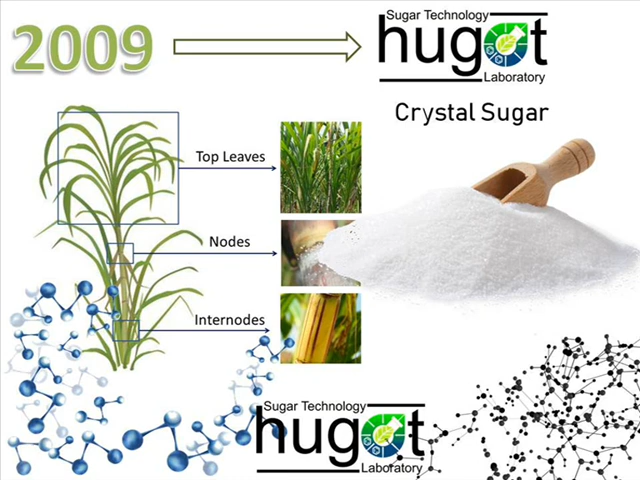 2009
Sugar Technology
hugot
Laboratory
Crystal Sugar
Top Leaves
Nodes
Internodes
Sugar Technology
hugot
Laboratory